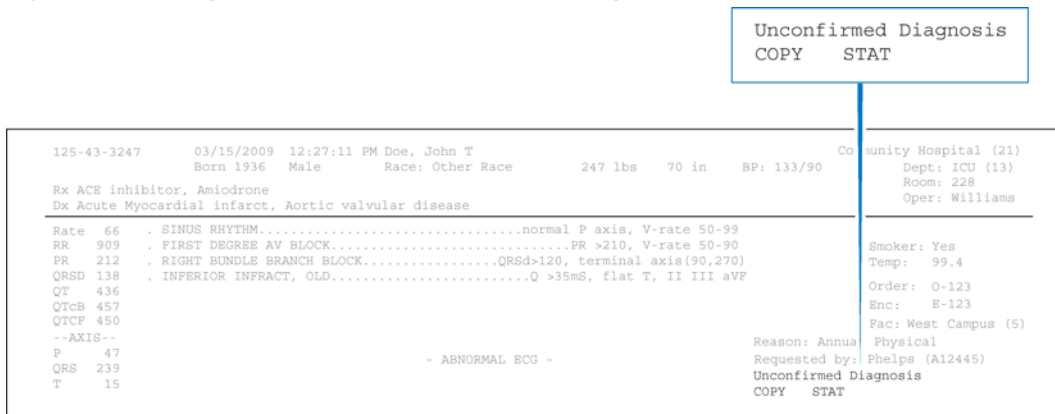 Unconfirmed Diagnosis
COPY STAT
125-43-3247 03/15/2009 12:27:11 PM Doe, John T Community Hospital (21)
Born 1936 Male Race: Other Race 247 lbs 70 in BP: 133/90 Dept: ICU (13)
Room: 228
Rx ACE inhibitor, Amiodrone Oper: Williams
Dx Acute Myocardial infarct, Aortic valvular disease
Rate 66 . SINUS RHYTHM................................normal P axis, V-rate 50-99
RR 909 . FIRST DEGREE AV BLOCK.............................PR >210, V-rate 50-90 Smoker: Yes
PR 212 . RIGHT BUNDLE BRANCH BLOCK................QRSd>120, terminal axis(90,270) Temp: 99.4
QRSD 138 . INFERIOR INFRACT, OLD........................Q >35mS, flat T, II III aVF
QT 436 Order: O-123
QTcB 457 Enc: E-123
QTCF 450 Fac: West Campus (5)
--AXIS-- Reason: Annual Physical
P 47 - ABNORMAL ECG - Requested by: Phelps (A12445)
QRS 239 Unconfirmed Diagnosis
T 15 COPY STAT